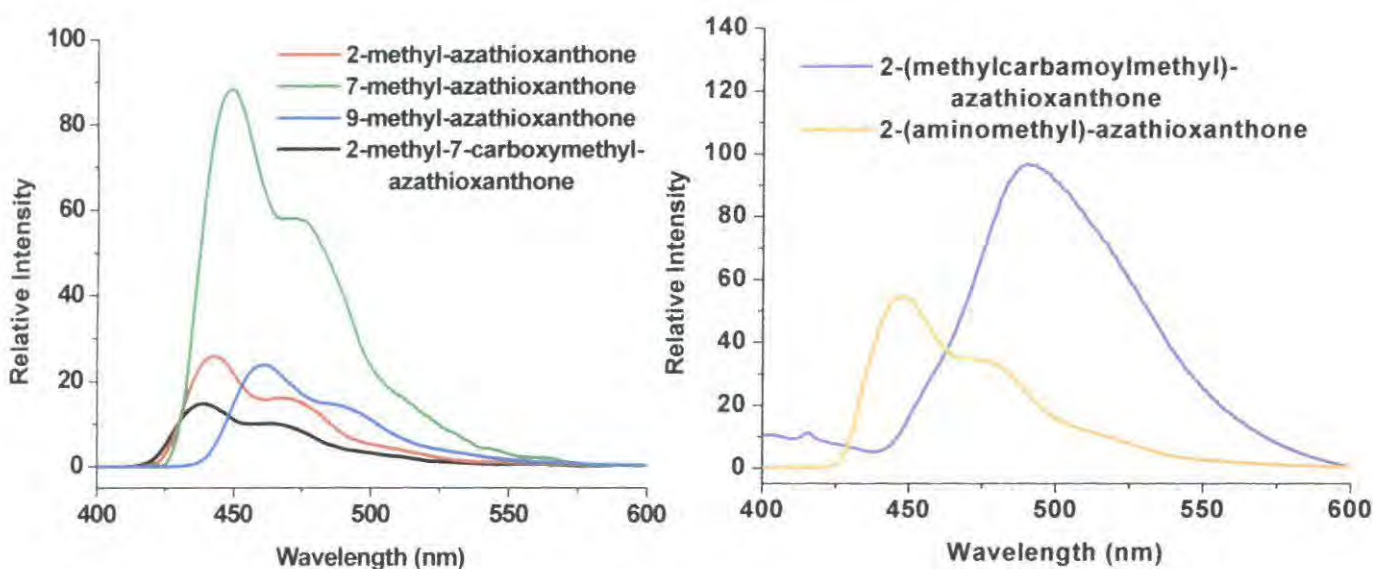 100
80
60
40
20
0
Relative Intensity
2-methyl-azathioxanthone
7-methyl-azathioxanthone
9-methyl-azathioxanthone
2-methyl-7-carboxymethyl-
azathioxanthone
400
450
500
550
600
Wavelength (nm)
140
120
100
80
60
40
20
0
Relative Intensity
2-(methylcarbamoylmethyl)-
azathioxanthone
2-(aminomethyl)-azathioxanthone
400
450
500
550
600
Wavelength (nm)